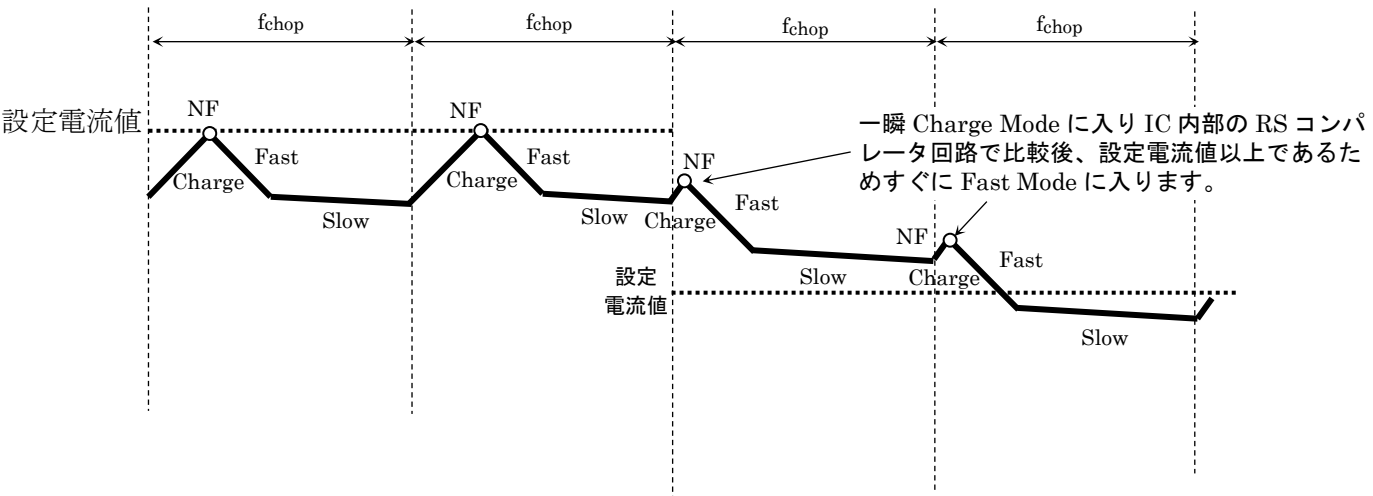 fchop
fchop
fchop
fchop
設定電流値
NF
Charge
Fast
Slow
NF
Charge
Fast
Slow
NF
Charge
Fast
Slow
一瞬 Charge Mode に入り IC 内部の RS コンパ
レータ回路で比較後、設定電流値以上であるた
めすぐに Fast Mode に入ります。
設定
電流値
NF
Charge
Fast
Slow